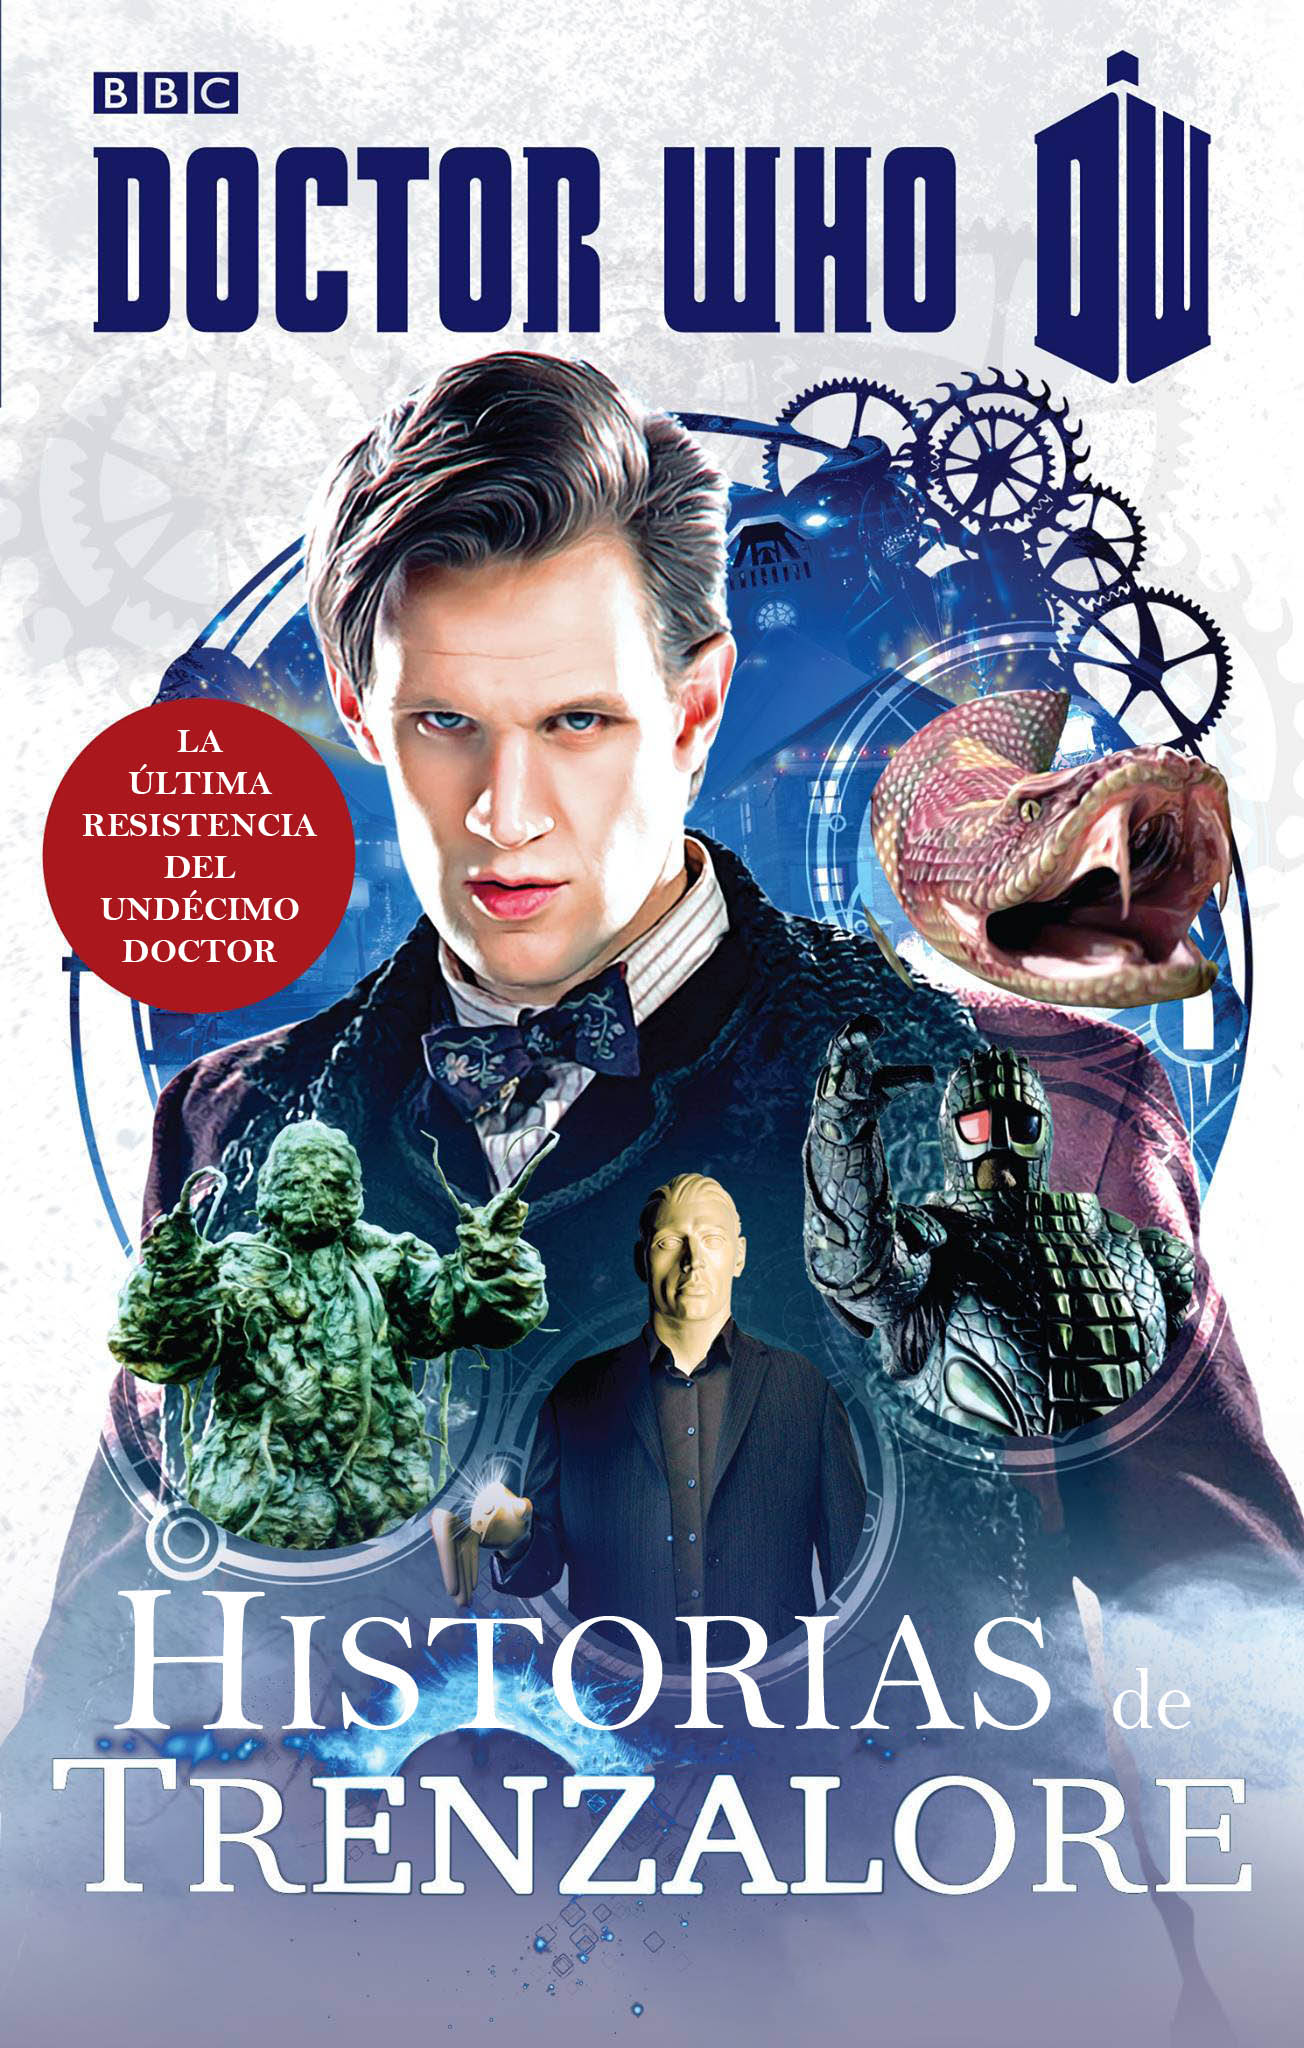 BBC
DOCTOR WHO
DW
LA
ÚLTIMA
RESISTENCIA
DEL
UNDÉCIMO
DOCTOR
HISTORIAS de
TRENZALORE